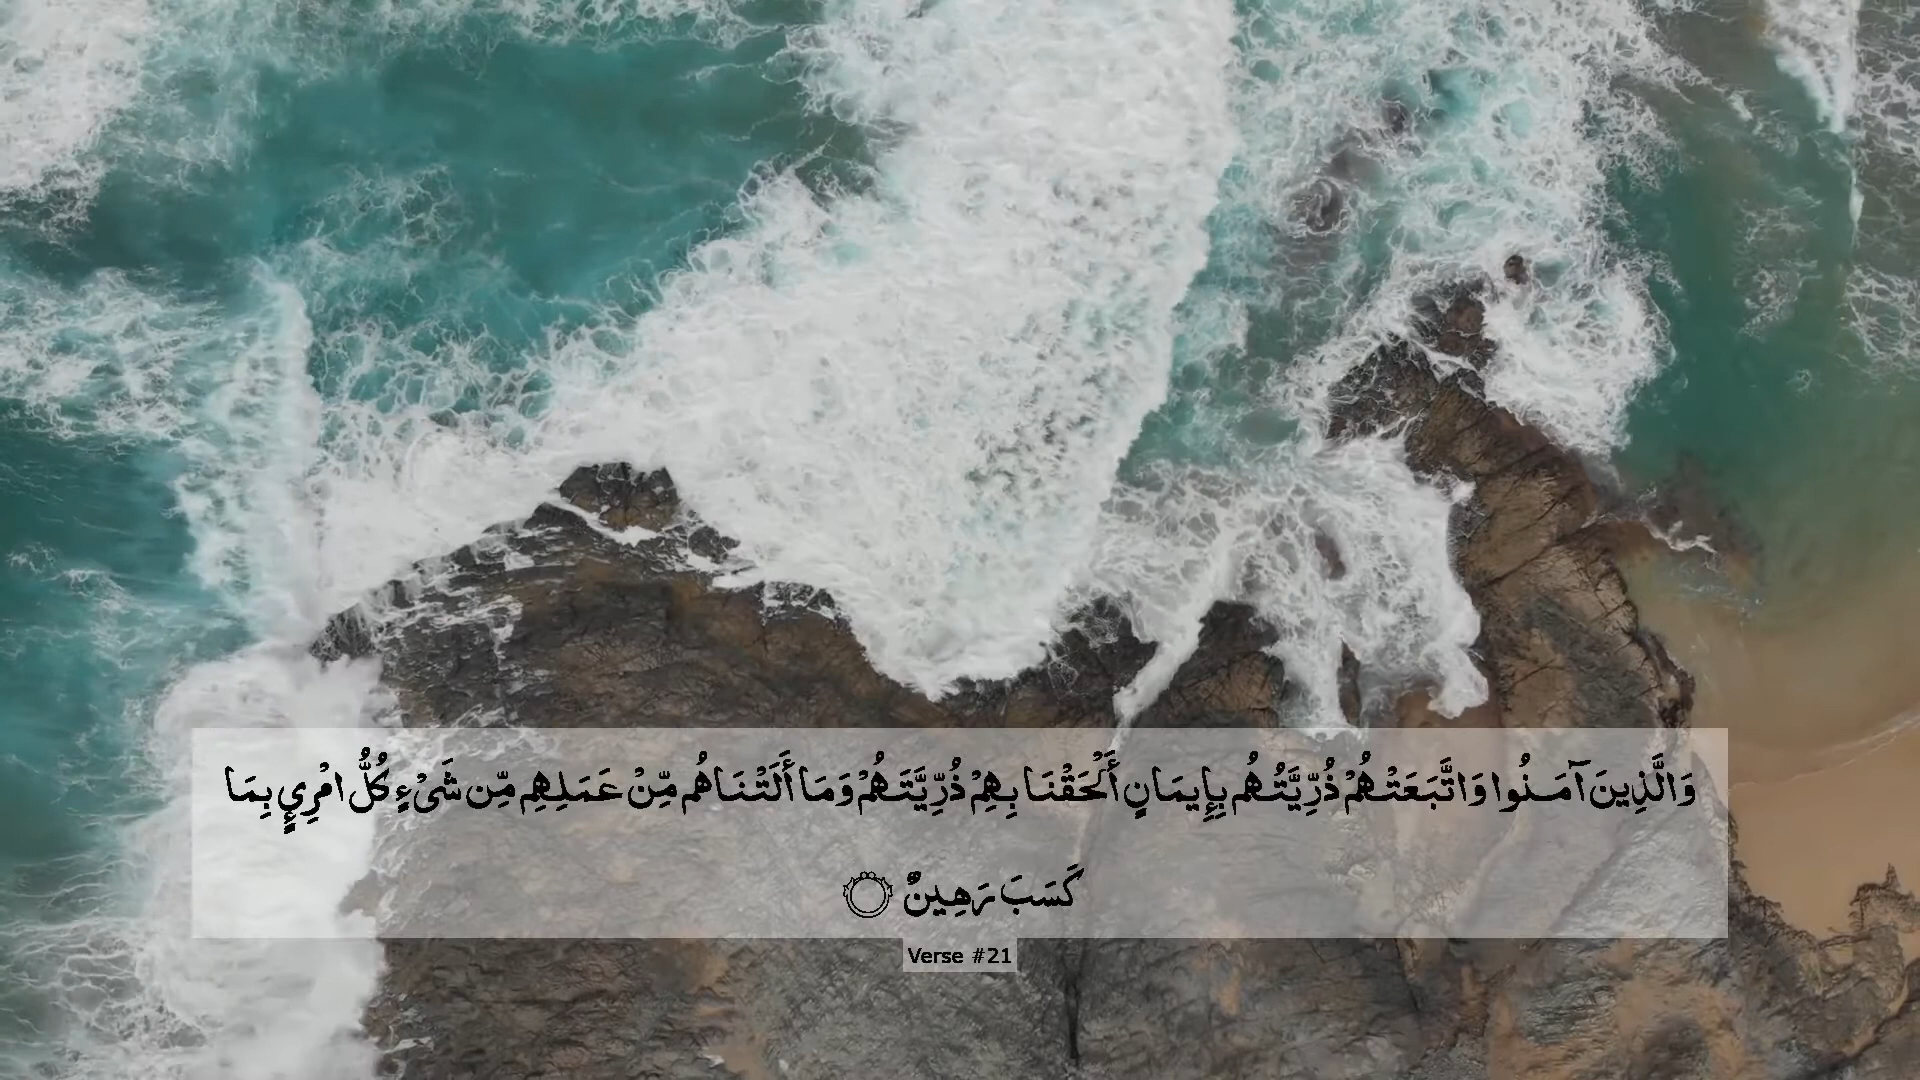 وَالَّذِينَ آمَنُوا وَاتَّبَعَتْهُمْ ذُرِّيَّتُهُم بِإِيمَانٍ أَلْحَقْنَا بِهِمْ ذُرِّيَّتَهُمْ وَمَا أَلَتْنَاهُم مِّنْ عَمَلِهِم مِّن شَيْءٍ كُلُّ امْرِئٍ بِمَا
كَسَبَ رَهِينٌ ۝
Verse #21